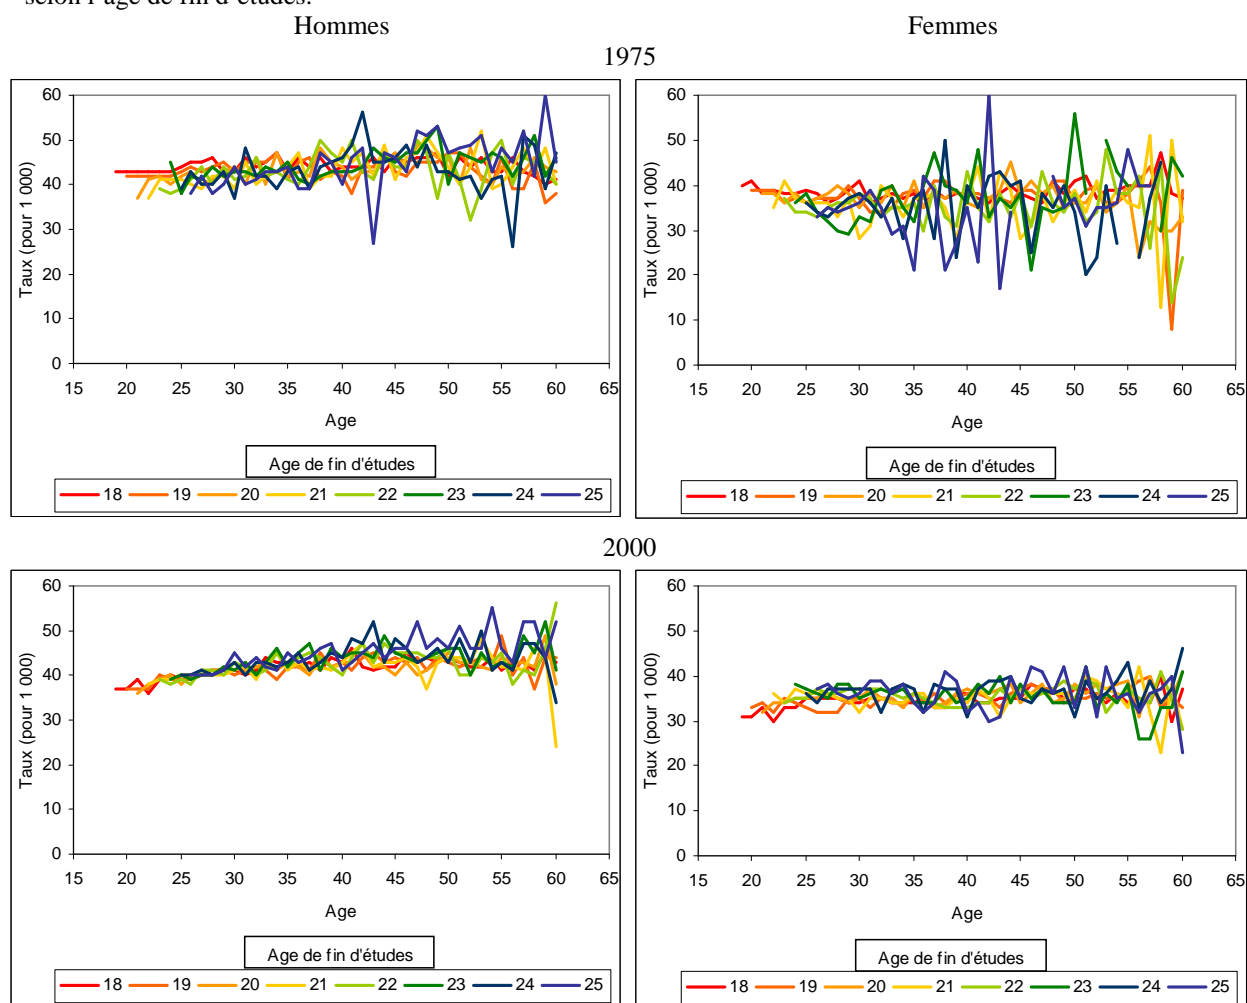 selon l'âge de fin d'études.
Hommes Femmes
1975
60 50 40 30 20 10 0
Taux (pour 1 000)
15 20 25 30 35 40 45 50 55 60 65
Age
Age de fin d'études
18 19 20 21 22 23 24 25
60 50 40 30 20 10 0
Taux (pour 1 000)
15 20 25 30 35 40 45 50 55 60 65
Age
Age de fin d'études
18 19 20 21 22 23 24 25
2000
60 50 40 30 20 10 0
Taux (pour 1 000)
15 20 25 30 35 40 45 50 55 60 65
Age
Age de fin d'études
18 19 20 21 22 23 24 25
60 50 40 30 20 10 0
Taux (pour 1 000)
15 20 25 30 35 40 45 50 55 60 65
Age
Age de fin d'études
18 19 20 21 22 23 24 25